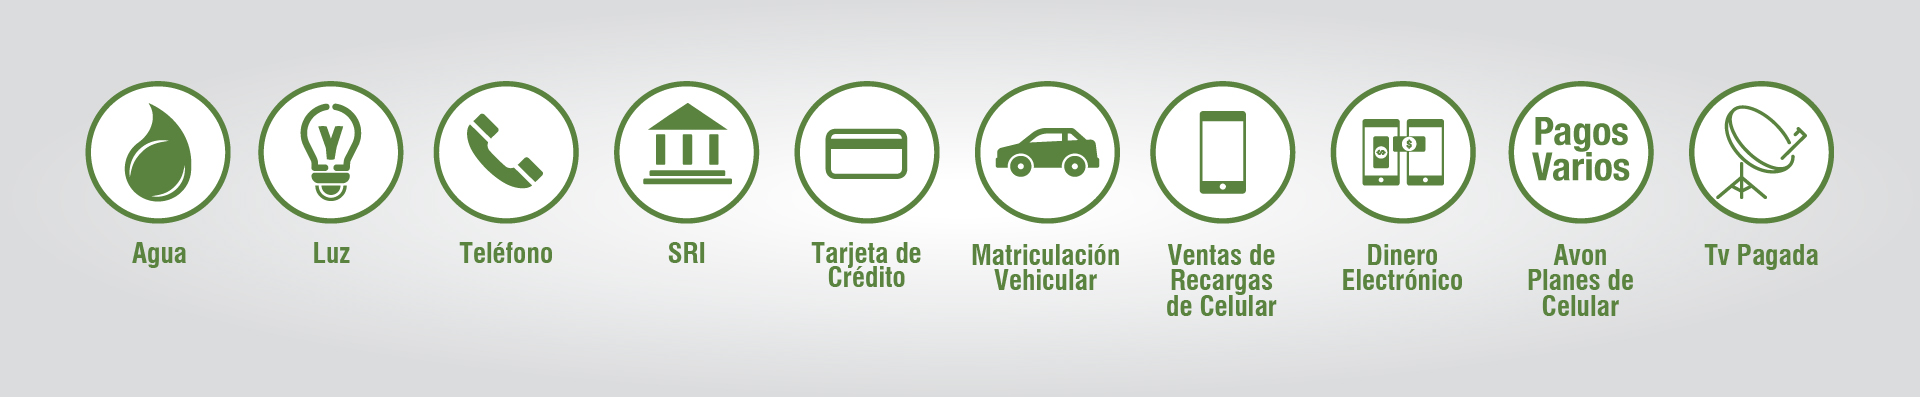 Agua
Luz
Teléfono
SRI
Tarjeta de
Crédito
Matriculación
Vehicular
Ventas de
Recargas
de Celular
$
Dinero
Electrónico
Pagos
Varios
Avon
Planes de
Celular
Tv Pagada